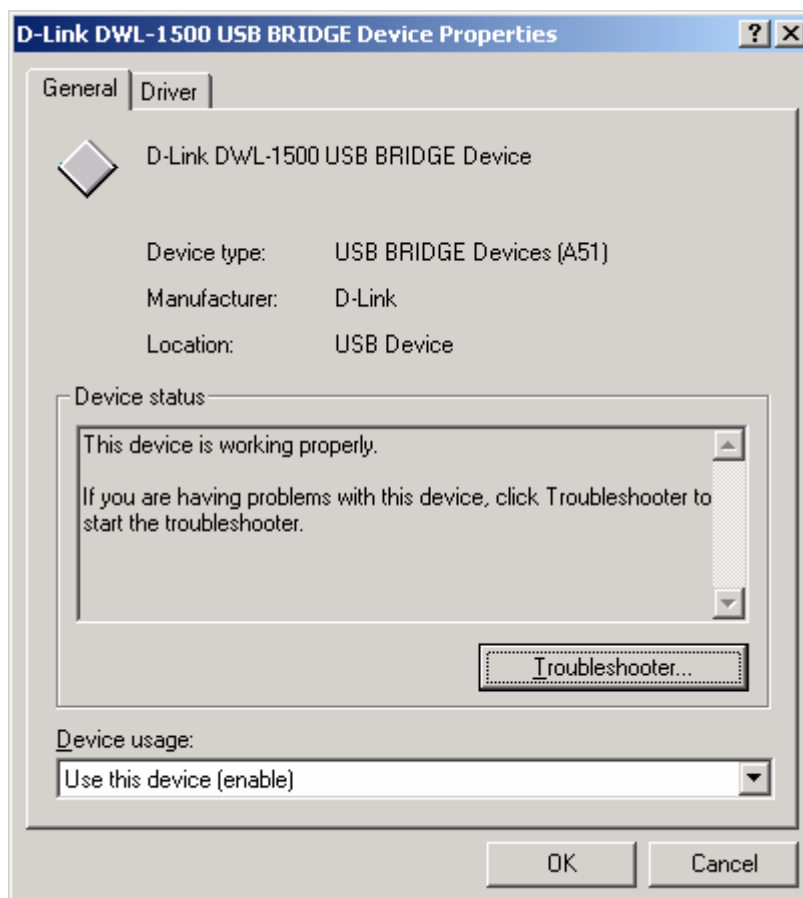 D-Link DWL-1500 USB BRIDGE Device Properties
General
Driver
D-Link DWL-1500 USB BRIDGE Device
Device type: USB BRIDGE Devices (A51)
Manufacturer: D-Link
Location: USB Device
Device status
This device is working properly.
If you are having problems with this device, click Troubleshooter to
start the troubleshooter.
Troubleshooter...
Device usage:
Use this device (enable)
OK
Cancel